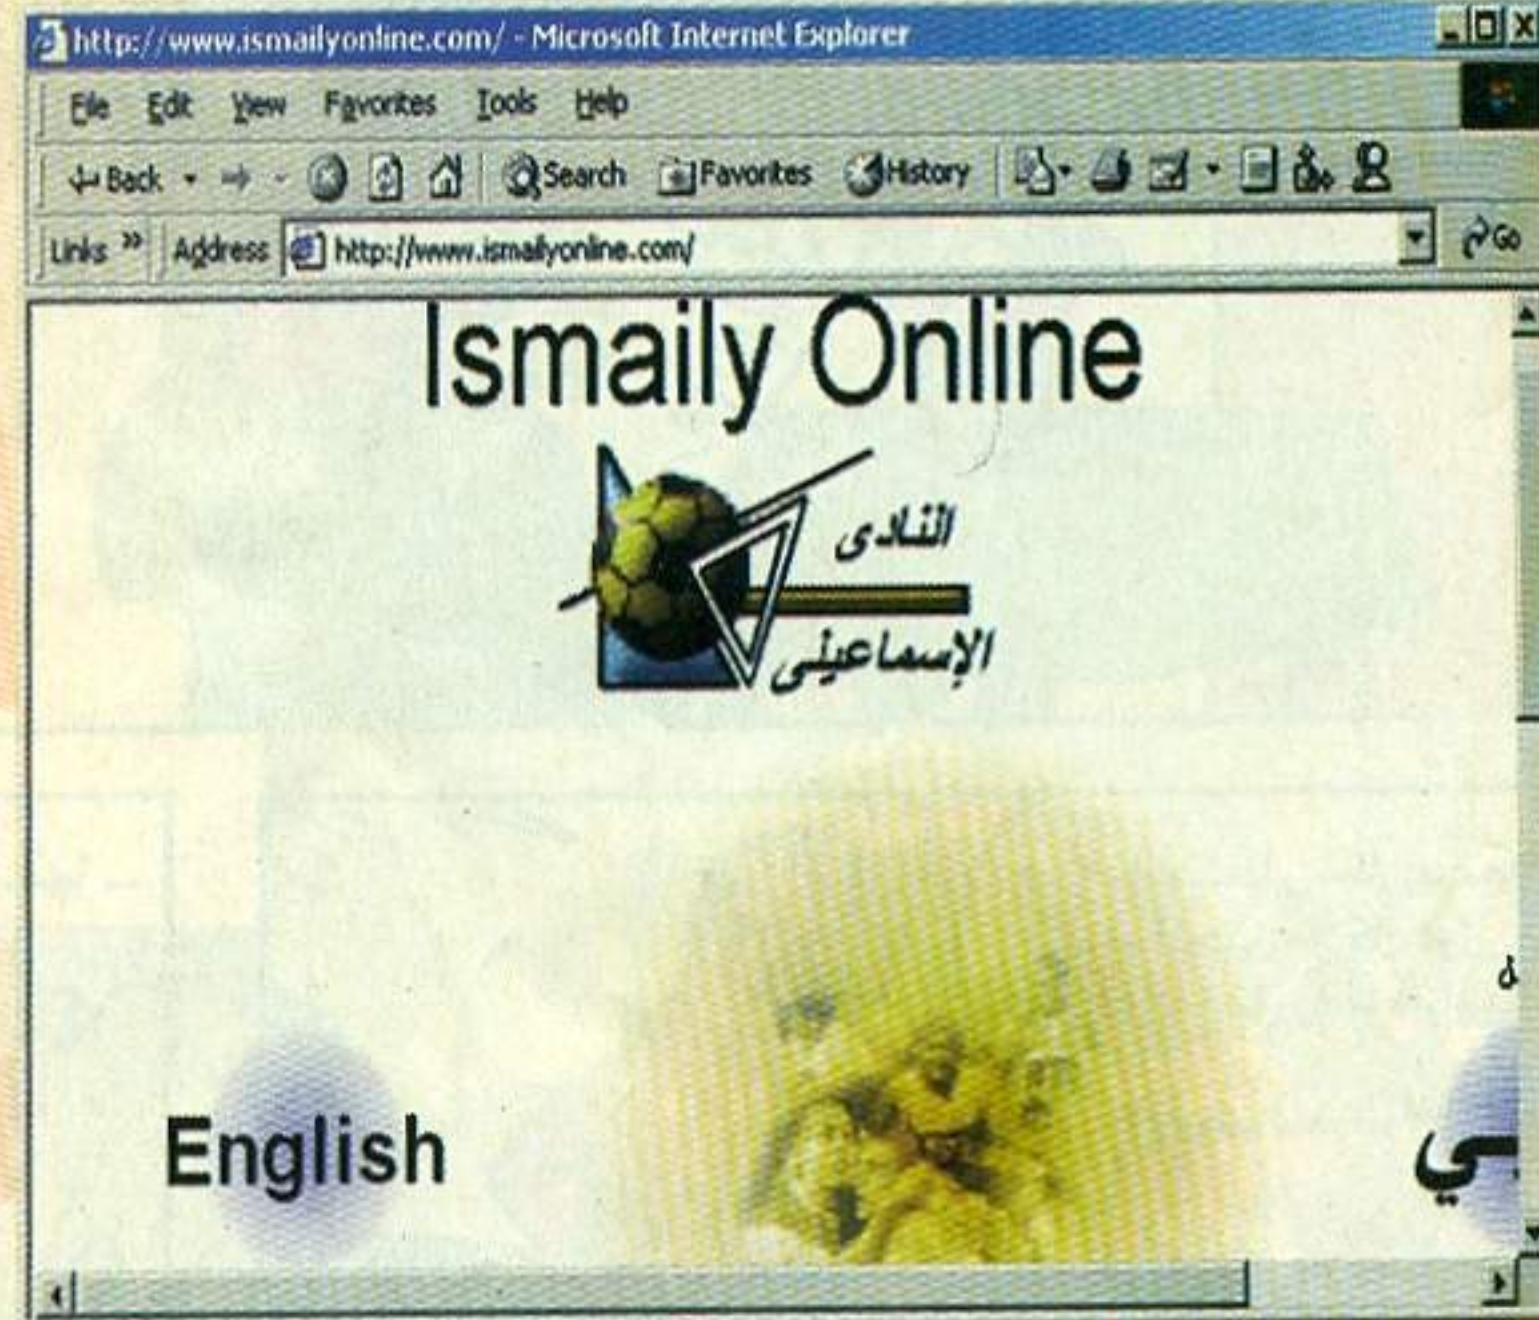 http://www.ismailyonline.com/ - Microsoft Internet Explorer
File Edit View Favorites Tools Help
Back Search Favorites History
Links » Address http://www.ismailyonline.com/ Go
Ismaily Online
النادى
الإسماعيلى
English